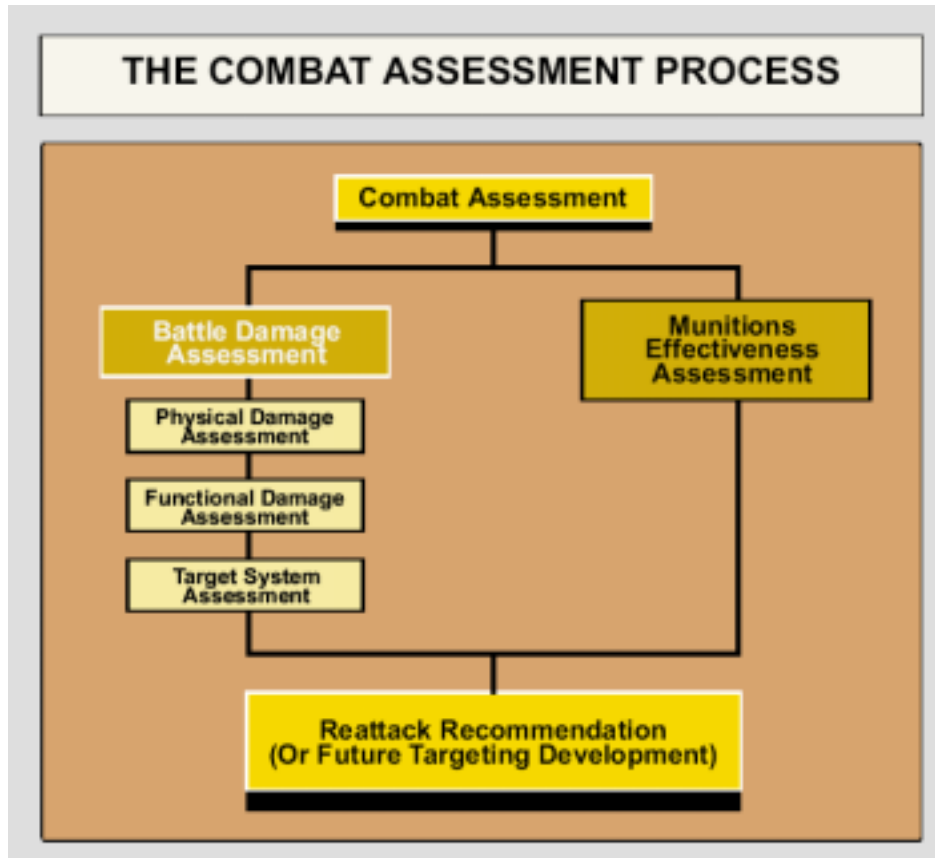 THE COMBAT ASSESSMENT PROCESS
Combat Assessment
Battle Damage
Assessment
Munitions
Effectiveness
Assessment
Physical Damage
Assessment
Functional Damage
Assessment
Target System
Assessment
Reattack Recommendation
(Or Future Targeting Development)